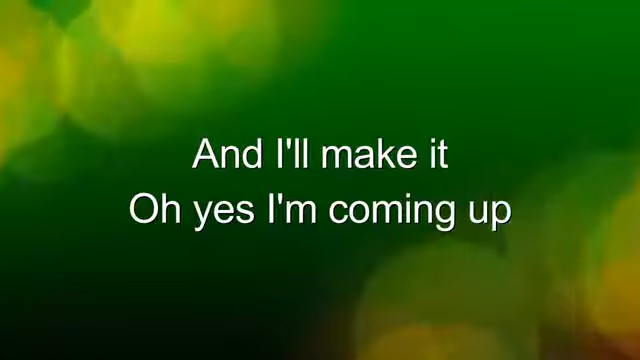 And I'll make it
Oh yes I'm coming up